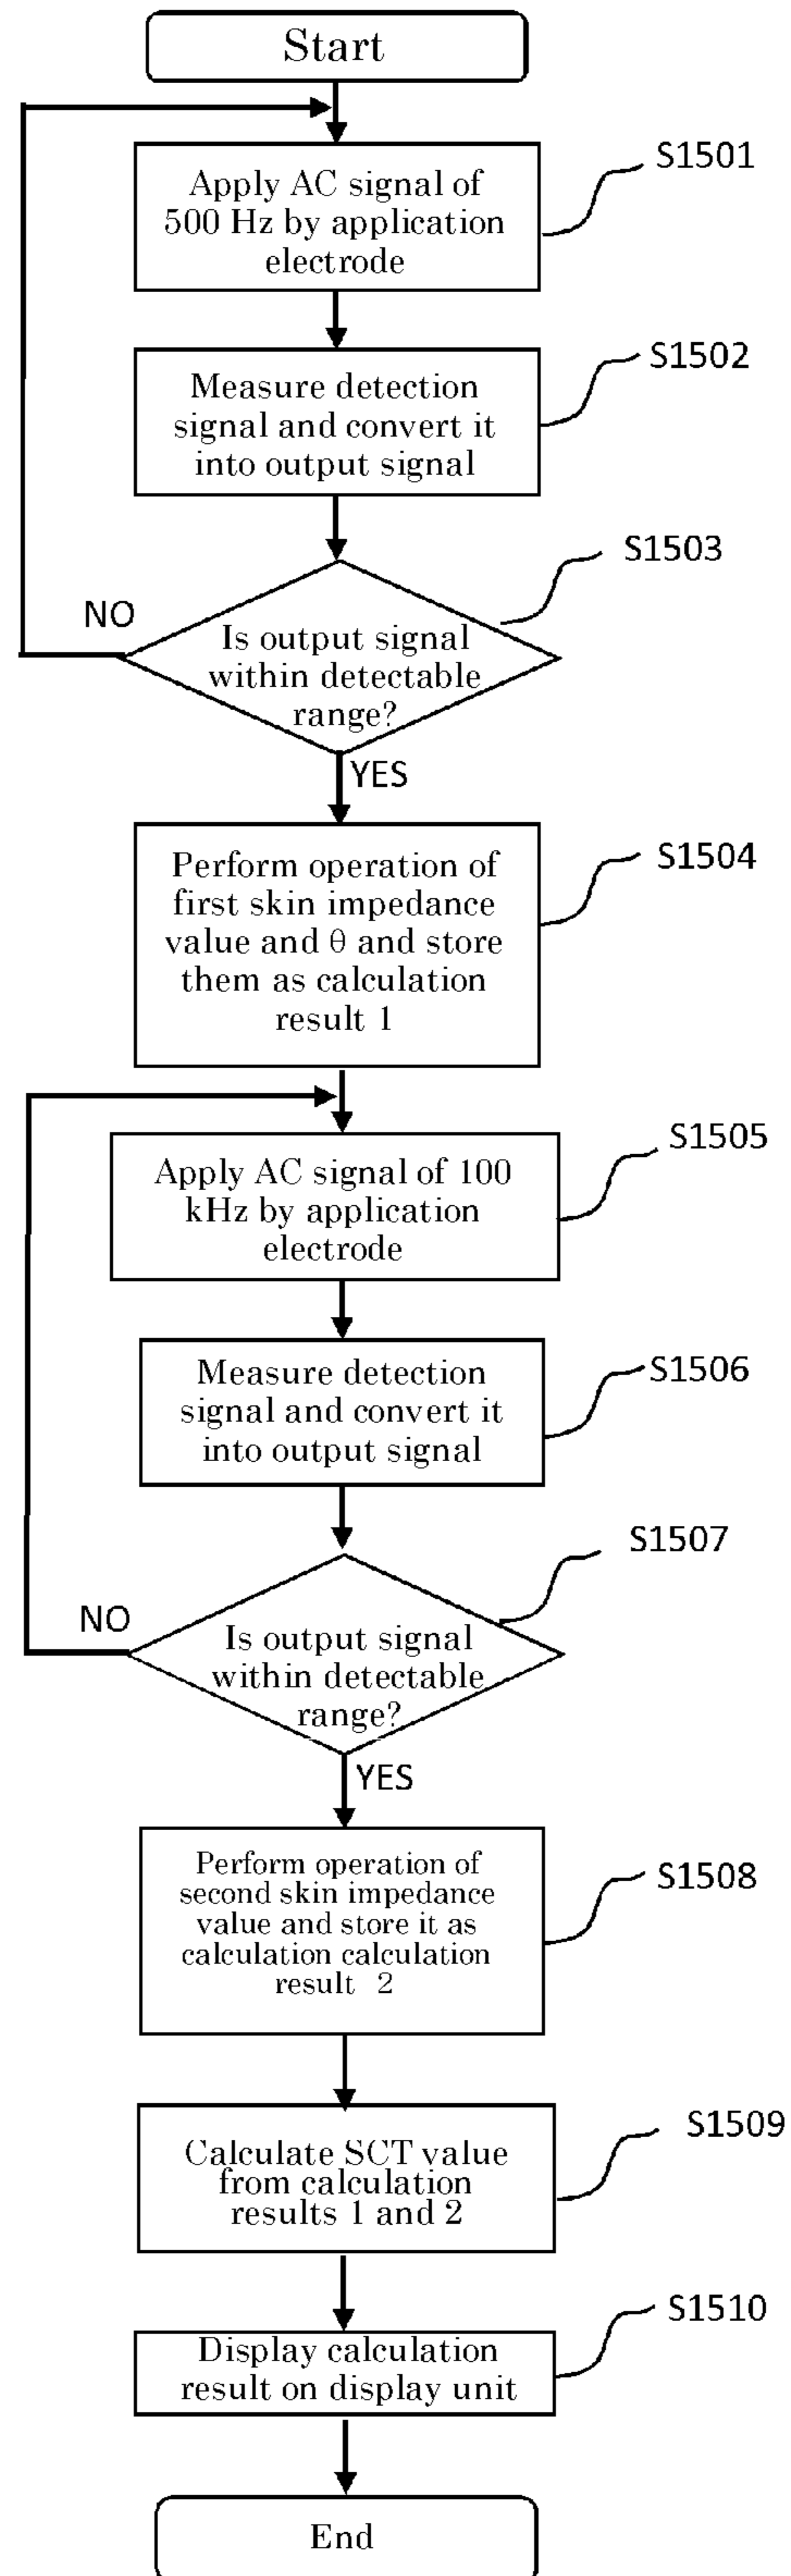 Start
S1501
Apply AC signal of
500 Hz by application
electrode
S1502
Measure detection
signal and convert it
into output signal
S1503
NO
Is output signal
within detectable
range?
YES
S1504
Perform operation of
first skin impedance
value and θ and store
them as calculation
result 1
S1505
Apply AC signal of 100
kHz by application
electrode
S1506
Measure detection
signal and convert it
into output signal
S1507
NO
Is output signal
within detectable
range?
YES
S1508
Perform operation of
second skin impedance
value and store it as
calculation calculation
result 2
S1509
Calculate SCT value
from calculation
results 1 and 2
S1510
Display calculation
result on display unit
End